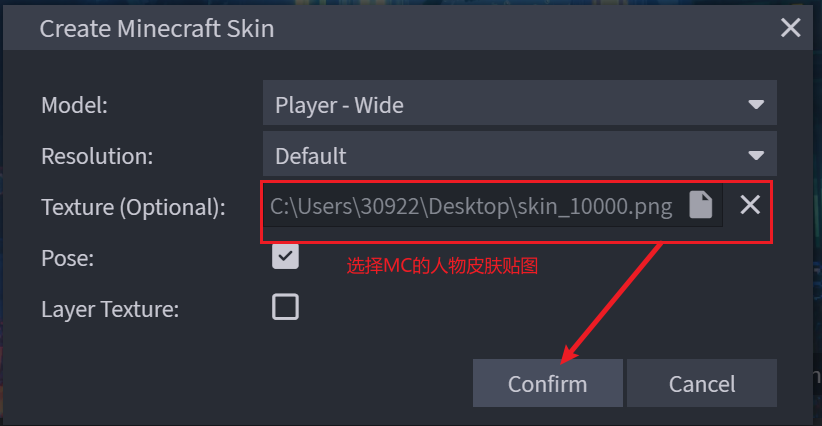 Create Minecraft Skin
Model:
Player - Wide
Resolution:
Default
Texture (Optional):
C:\Users\30922\Desktop\skin_10000.png
Pose:
选择MC的人物皮肤贴图
Layer Texture:
Confirm
Cancel